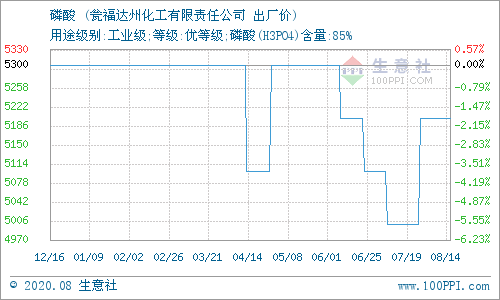 磷酸 (瓮福达州化工有限责任公司 出厂价)
用途级别:工业级;等级:优等级;磷酸(H3PO4)含量:85%
5330 0.57%
5300 0.00%
5258 -0.79%
5222 -1.47%
5186 -2.15%
5150 -2.83%
5114 -3.51%
5078 -4.19%
5042 -4.87%
5006 -5.55%
4970 -6.23%
生意社
100PPI.COM
12/16 01/09 02/02 02/26 03/21 04/14 05/08 06/01 06/25 07/19 08/14
© 2020.08 生意社 www.100PPI.com